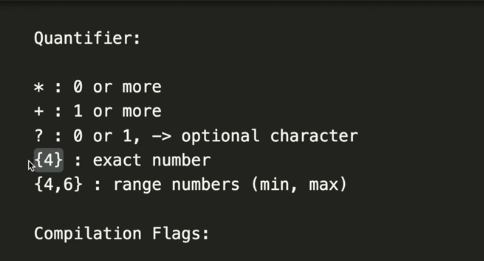 Quantifier:
* : 0 or more
+ : 1 or more
? : 0 or 1, -> optional character
{4} : exact number
{4,6} : range numbers (min, max)
Compilation Flags: